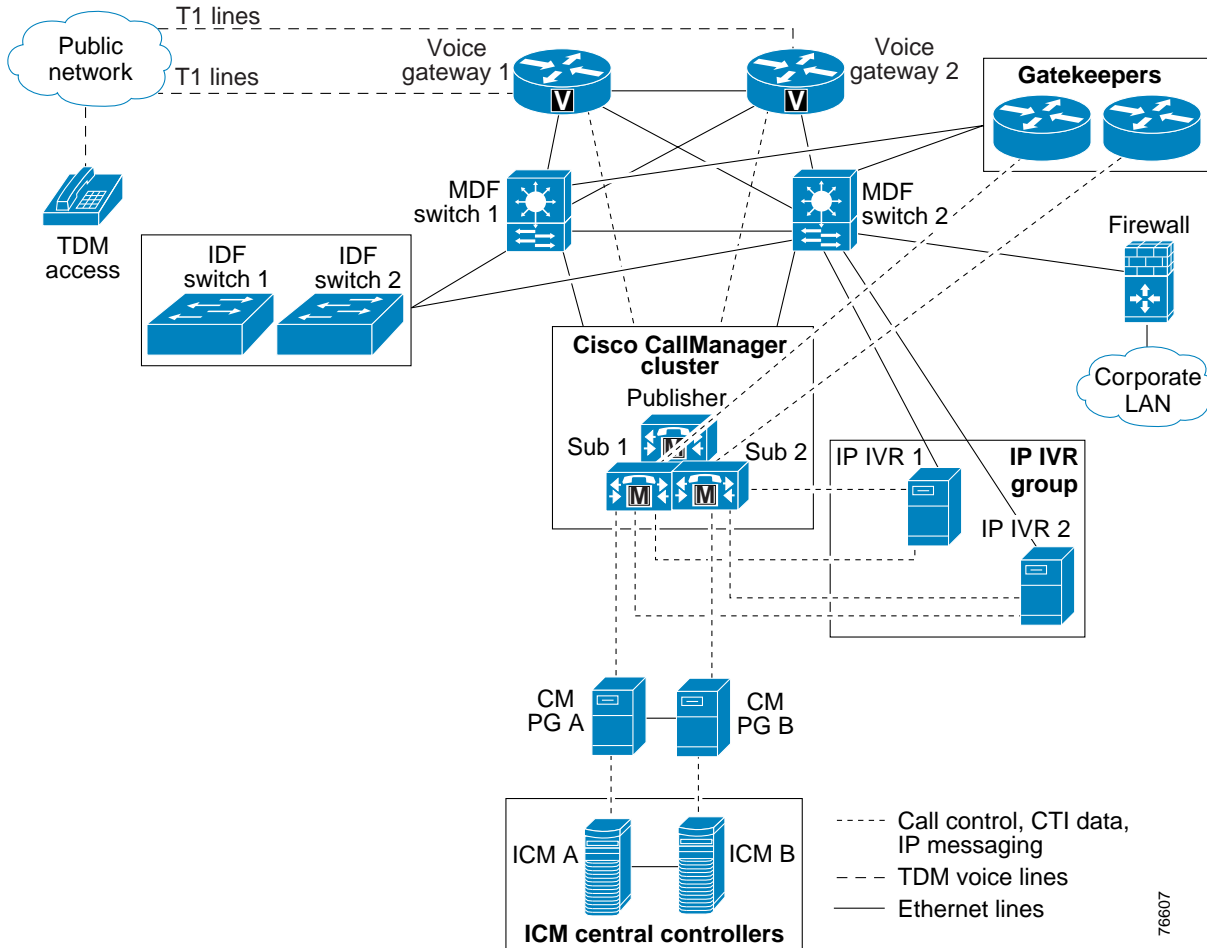 T1 lines
Public
network
T1 lines
Voice
gateway 1
V
Voice
gateway 2
V
Gatekeepers
TDM
access
MDF
switch 1
MDF
switch 2
Firewall
IDF
switch 1
IDF
switch 2
Corporate
LAN
Cisco CallManager
cluster
Publisher
M
Sub 1
M
Sub 2
M
IP IVR 1
IP IVR
group
IP IVR 2
CM
PG A
CM
PG B
ICM A
ICM B
ICM central controllers
Call control, CTI data,
IP messaging
TDM voice lines
Ethernet lines
76607